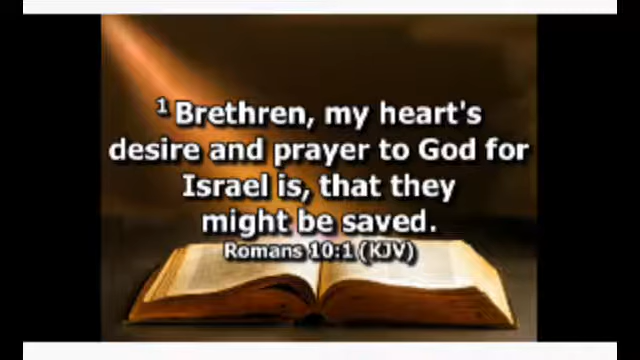 1 Brethren, my heart's
desire and prayer to God for
Israel is, that they
might be saved.
Romans 10:1 (KJV)